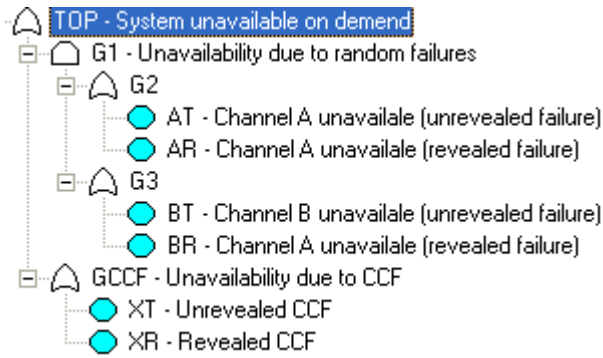 TOP - System unavailable on demend
G1 - Unavailability due to random failures
G2
AT - Channel A unavailale (unrevealed failure)
AR - Channel A unavailale (revealed failure)
G3
BT - Channel B unavailale (unrevealed failure)
BR - Channel A unavailale (revealed failure)
GCCF - Unavailability due to CCF
XT - Unrevealed CCF
XR - Revealed CCF